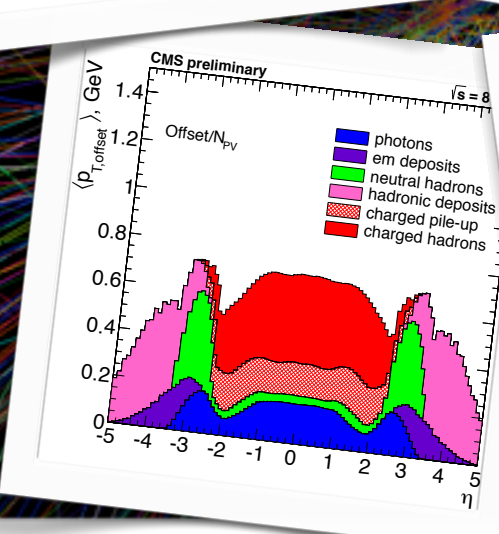 CMS preliminary
√s = 8
⟨p_T,offset⟩, GeV
Offset/N_PV
photons
em deposits
neutral hadrons
hadronic deposits
charged pile-up
charged hadrons
1.4
1.2
1
0.8
0.6
0.4
0.2
0
-5 -4 -3 -2 -1 0 1 2 3 4 5
η